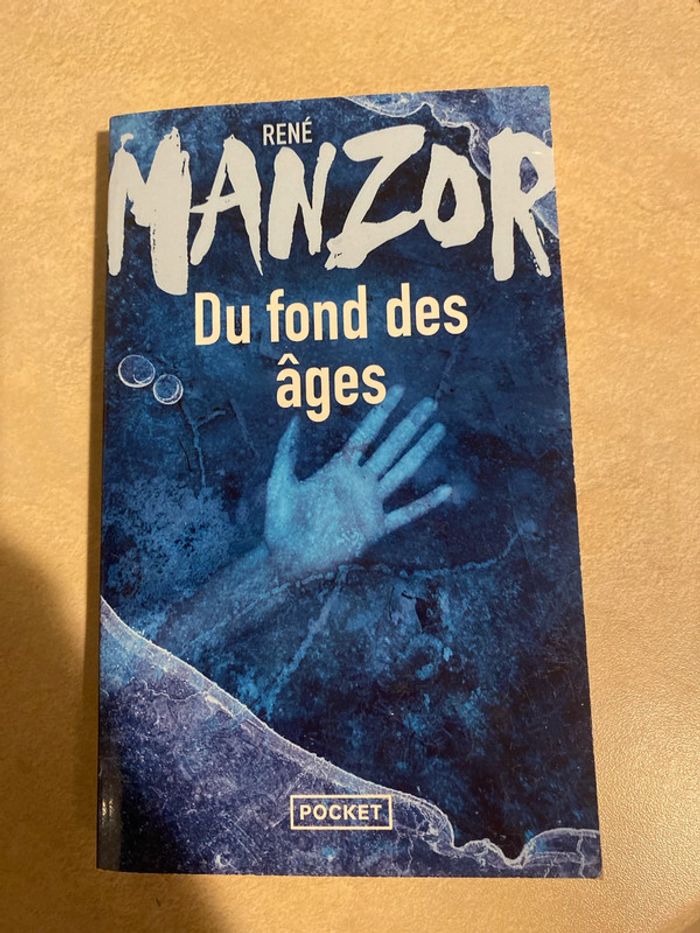 RENÉ
MANZOR
Du fond des
âges
POCKET